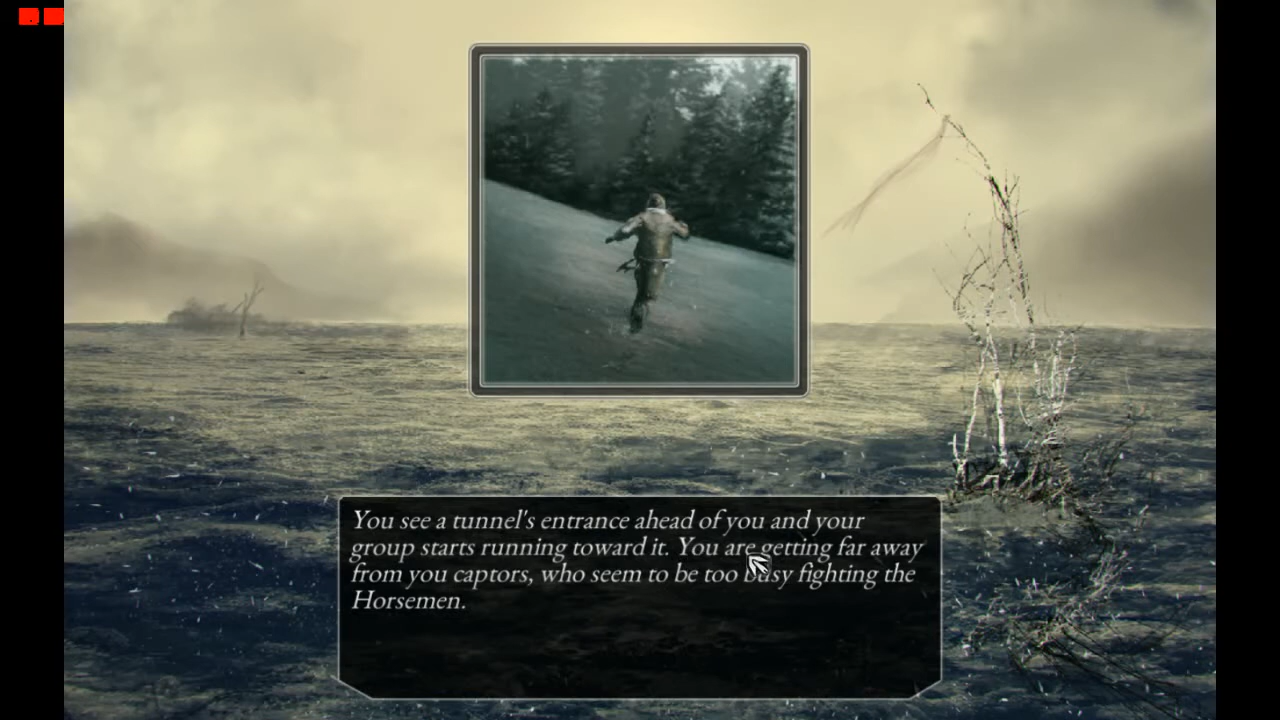 You see a tunnel's entrance ahead of you and your
group starts running toward it. You are getting far away
from you captors, who seem to be too busy fighting the
Horsemen.